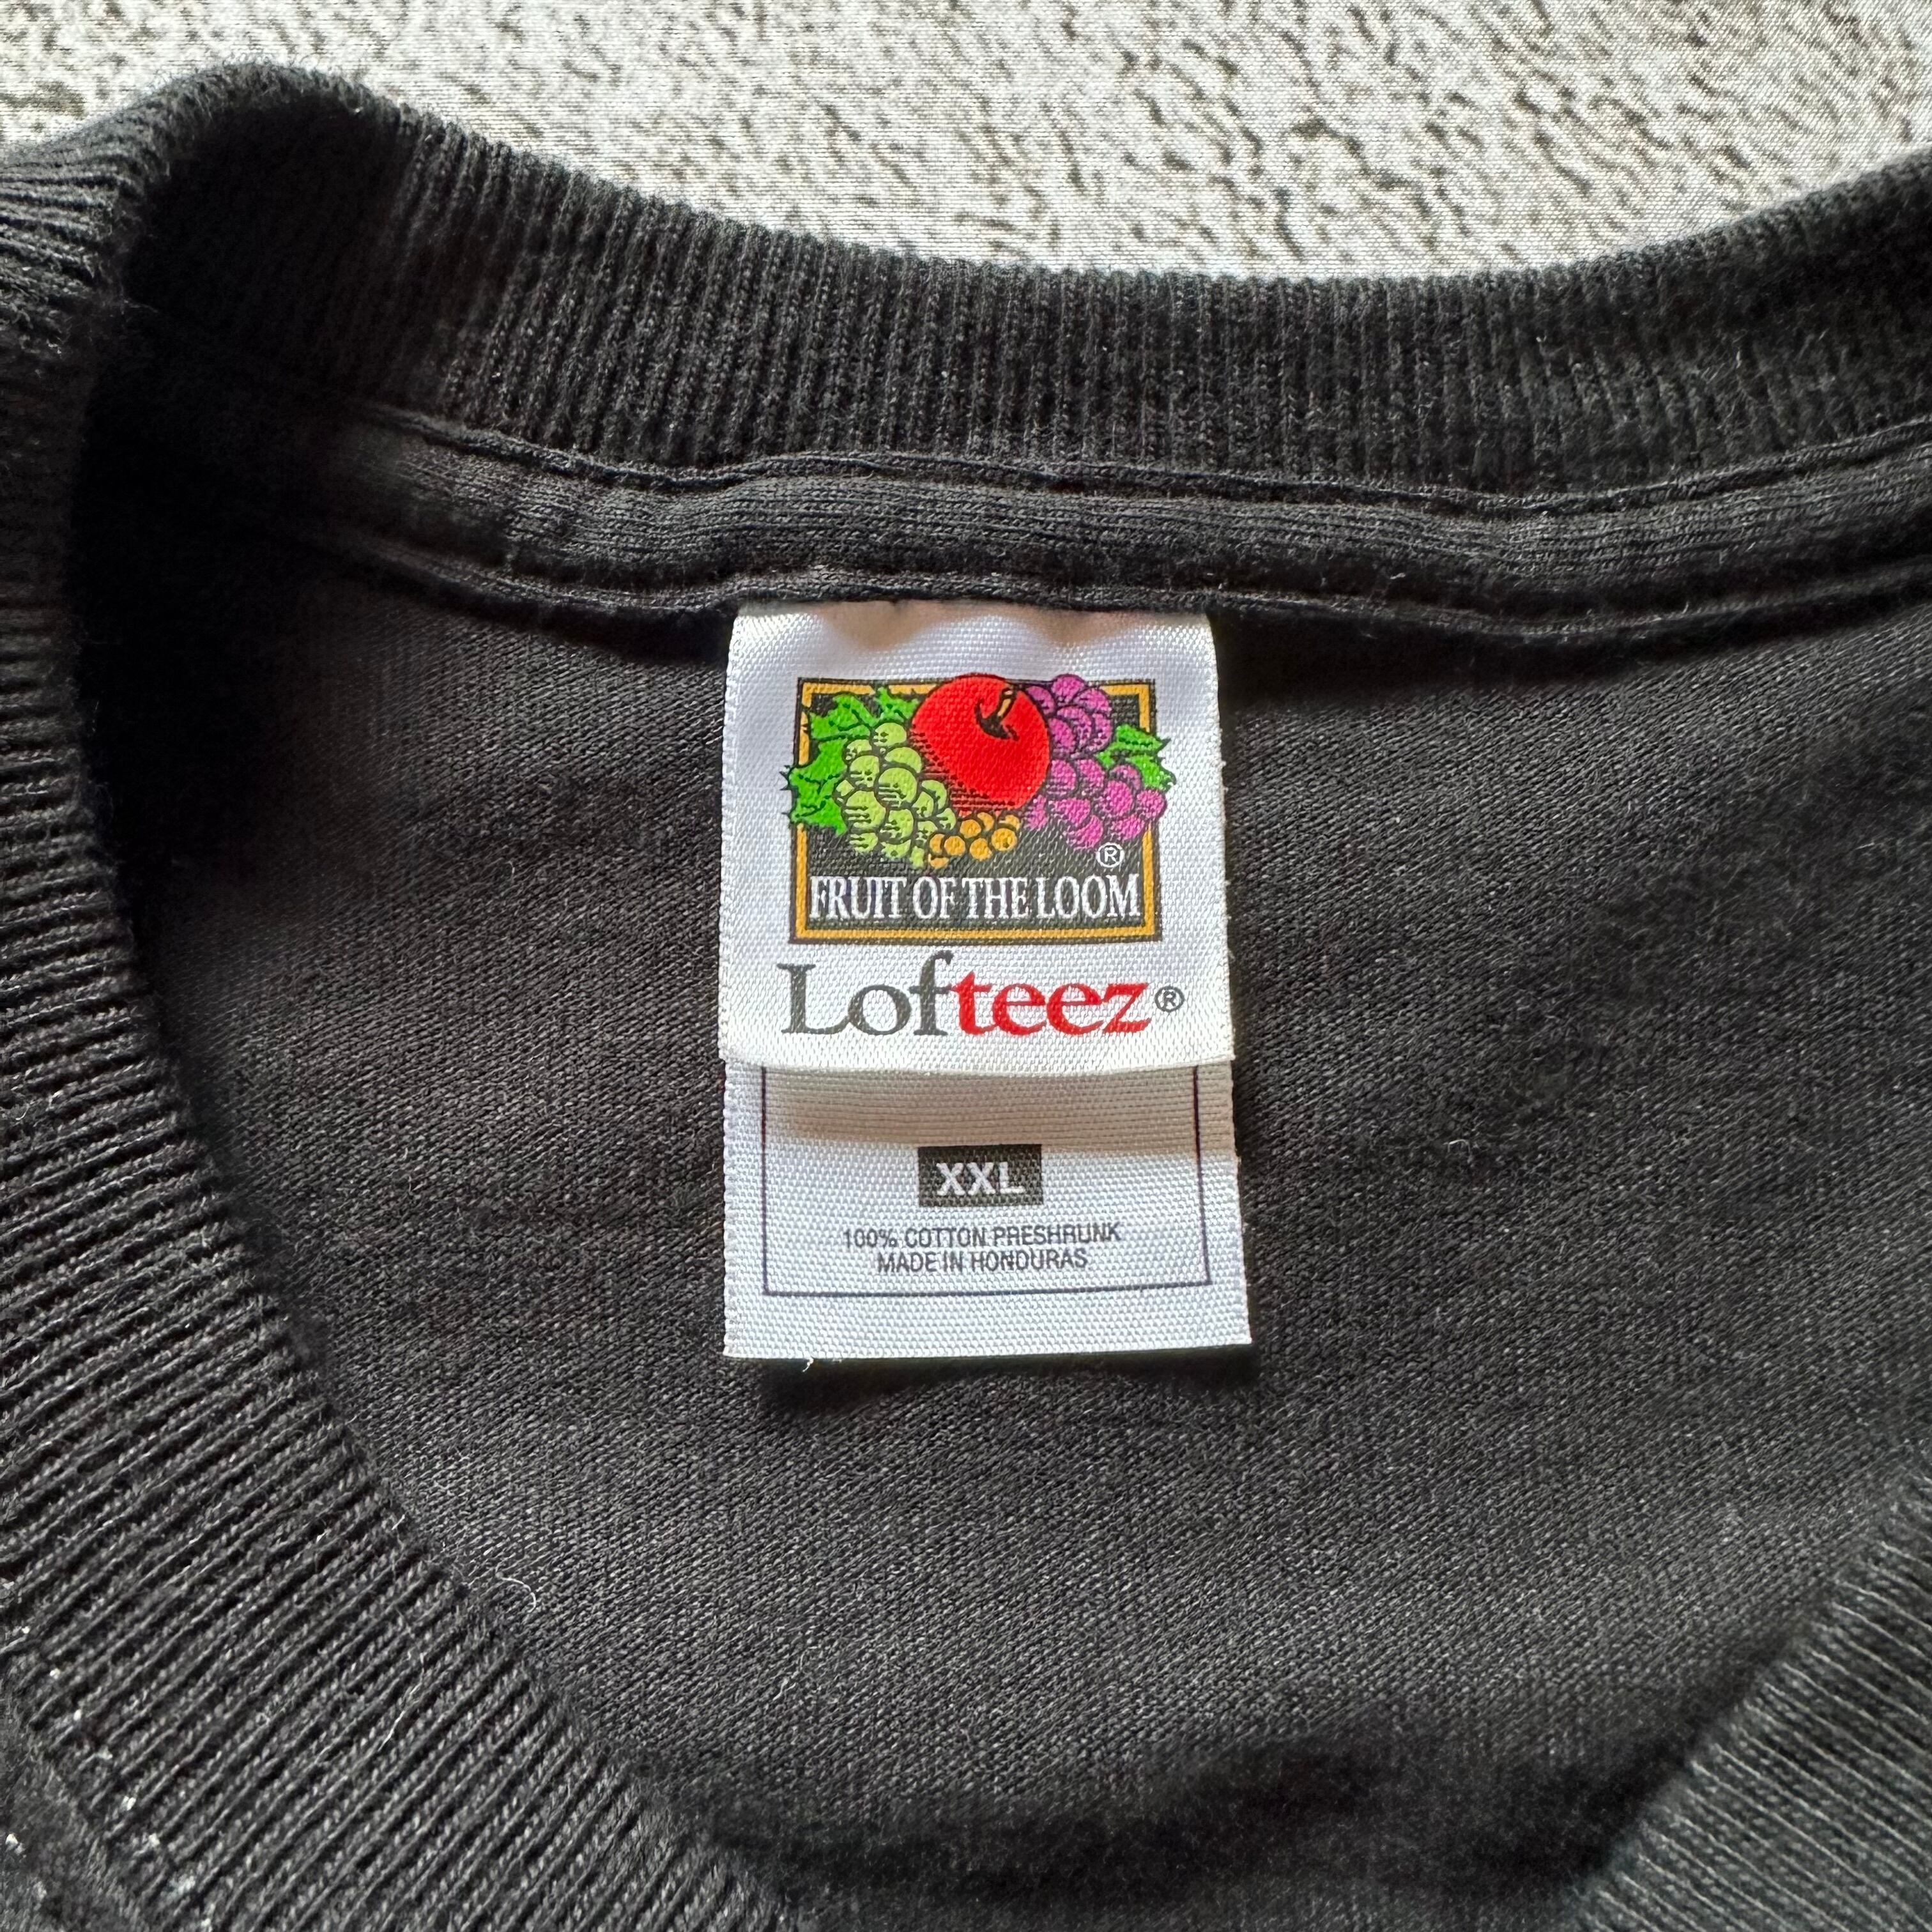 ®
FRUIT OF THE LOOM
Lofteez®
XXL
100% COTTON PRESHRUNK
MADE IN HONDURAS